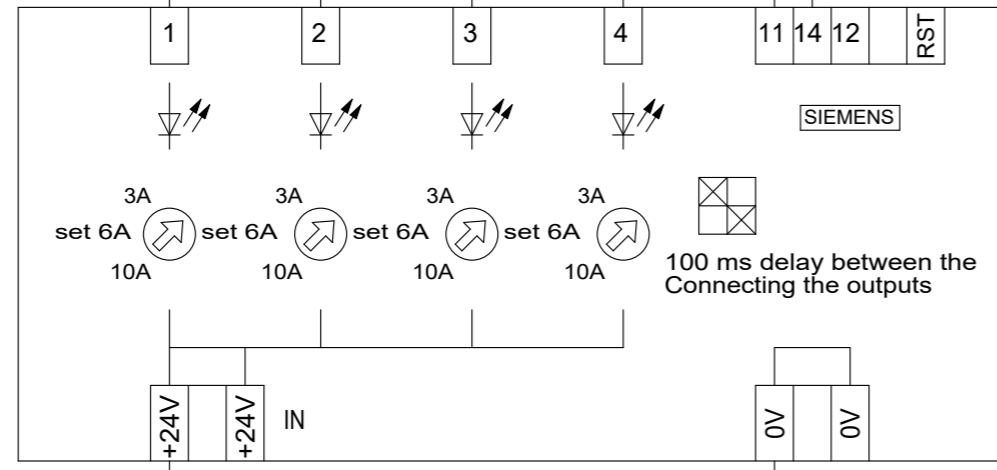 1 2 3 4 11 14 12 RST
SIEMENS
3A 3A 3A 3A
set 6A set 6A set 6A set 6A
10A 10A 10A 10A
100 ms delay between the
Connecting the outputs
+24V +24V IN 0V 0V